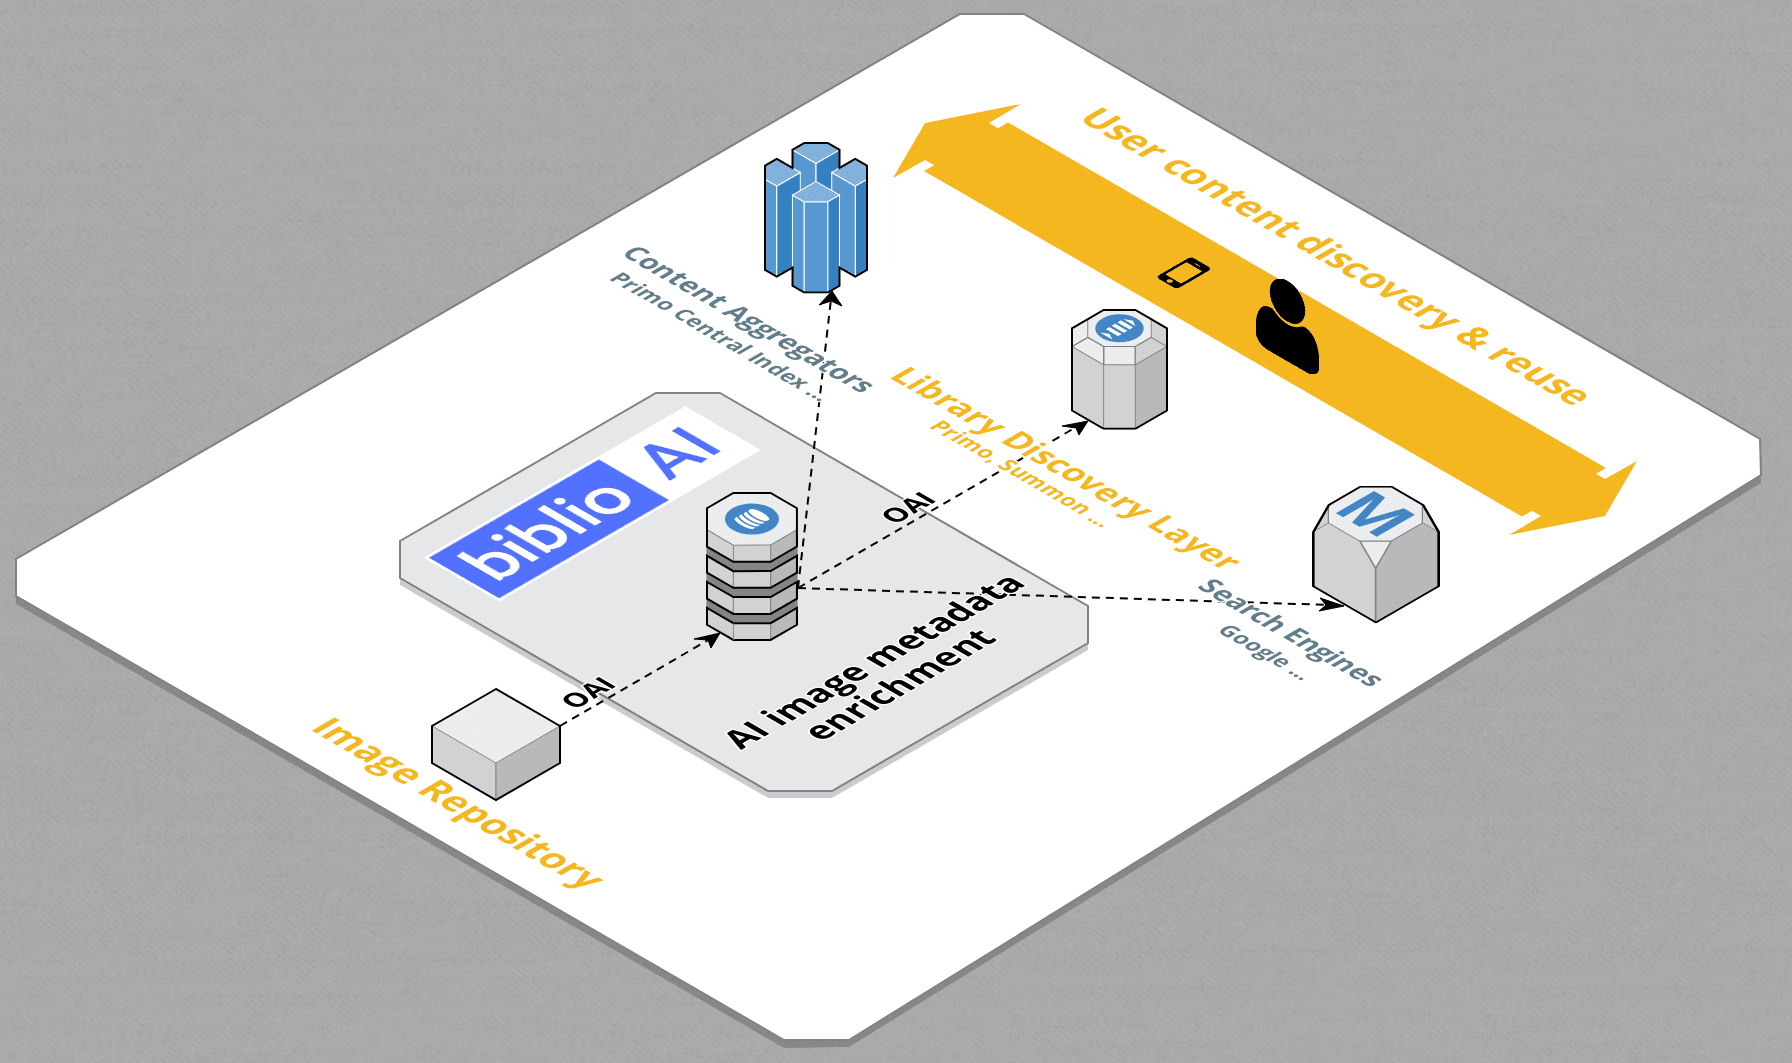 User content discovery & reuse
Content Aggregators
Primo Central Index ...
Library Discovery Layer
Primo, Summon ...
biblio AI
OAI
M
Search Engines
Google ...
AI image metadata
enrichment
OAI
Image Repository